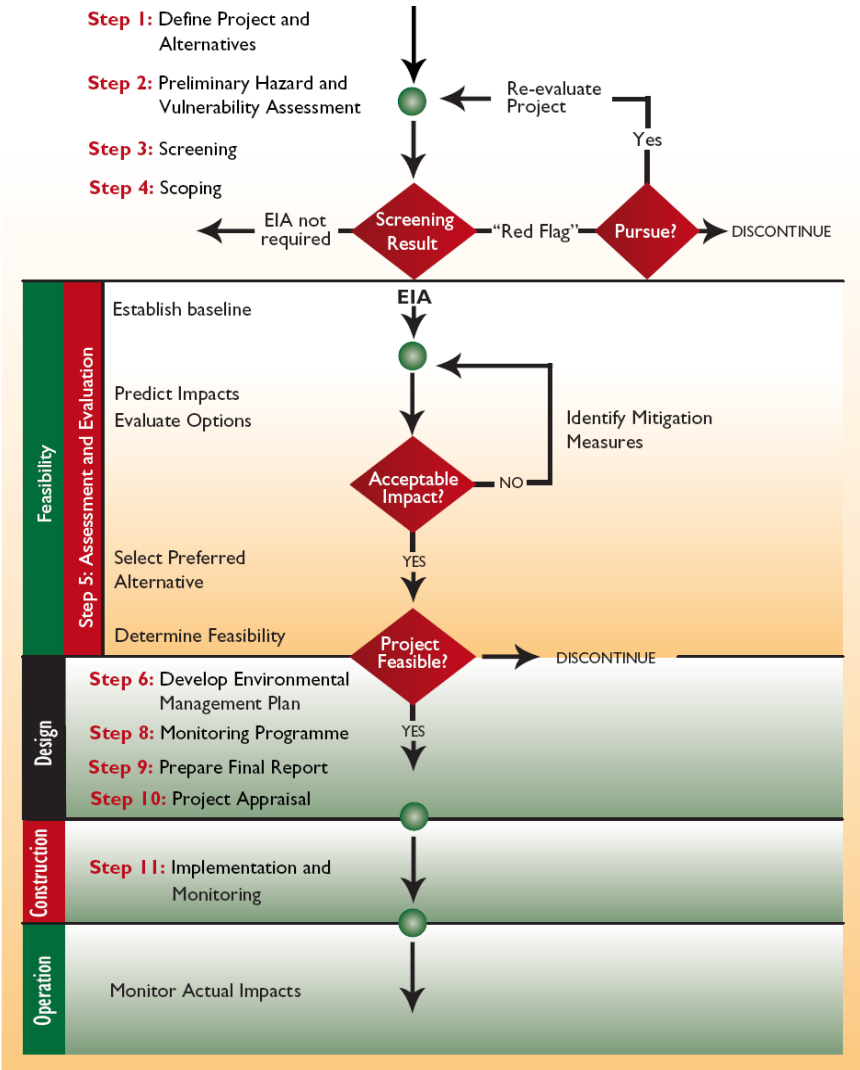 Step 1: Define Project and
Alternatives
Step 2: Preliminary Hazard and
Vulnerability Assessment
Step 3: Screening
Step 4: Scoping
Re-evaluate
Project
Yes
EIA not
required
Screening
Result
“Red Flag”
Pursue?
DISCONTINUE
Feasibility
Step 5: Assessment and Evaluation
Establish baseline
EIA
Predict Impacts
Evaluate Options
Identify Mitigation
Measures
Acceptable
Impact?
NO
Select Preferred
Alternative
YES
Determine Feasibility
Project
Feasible?
DISCONTINUE
Design
Step 6: Develop Environmental
Management Plan
Step 8: Monitoring Programme
YES
Step 9: Prepare Final Report
Step 10: Project Appraisal
Construction
Step 11: Implementation and
Monitoring
Operation
Monitor Actual Impacts